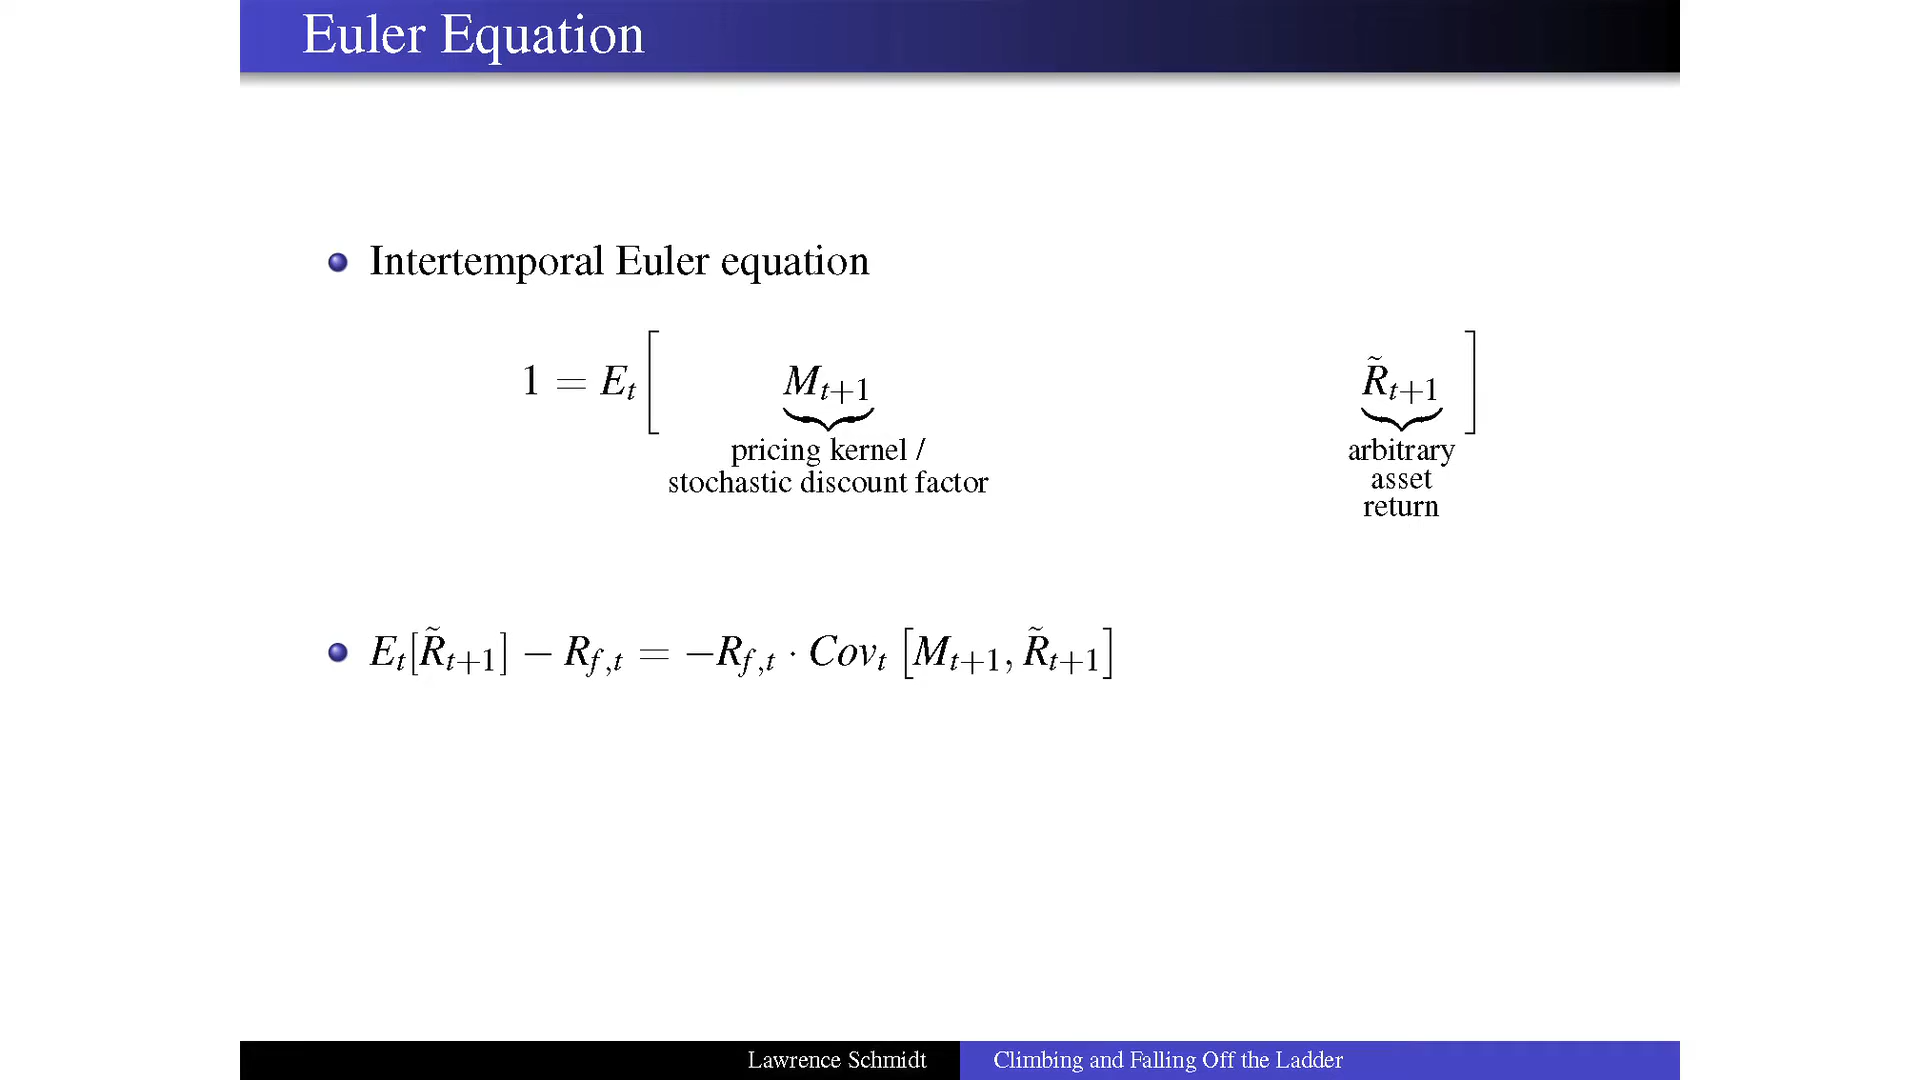 Euler Equation
Intertemporal Euler equation
1 = E_t [ M_{t+1} R̃_{t+1} ]
pricing kernel /
stochastic discount factor
arbitrary
asset
return
E_t[R̃_{t+1}] − R_{f,t} = −R_{f,t} · Cov_t [M_{t+1}, R̃_{t+1}]
Lawrence Schmidt
Climbing and Falling Off the Ladder